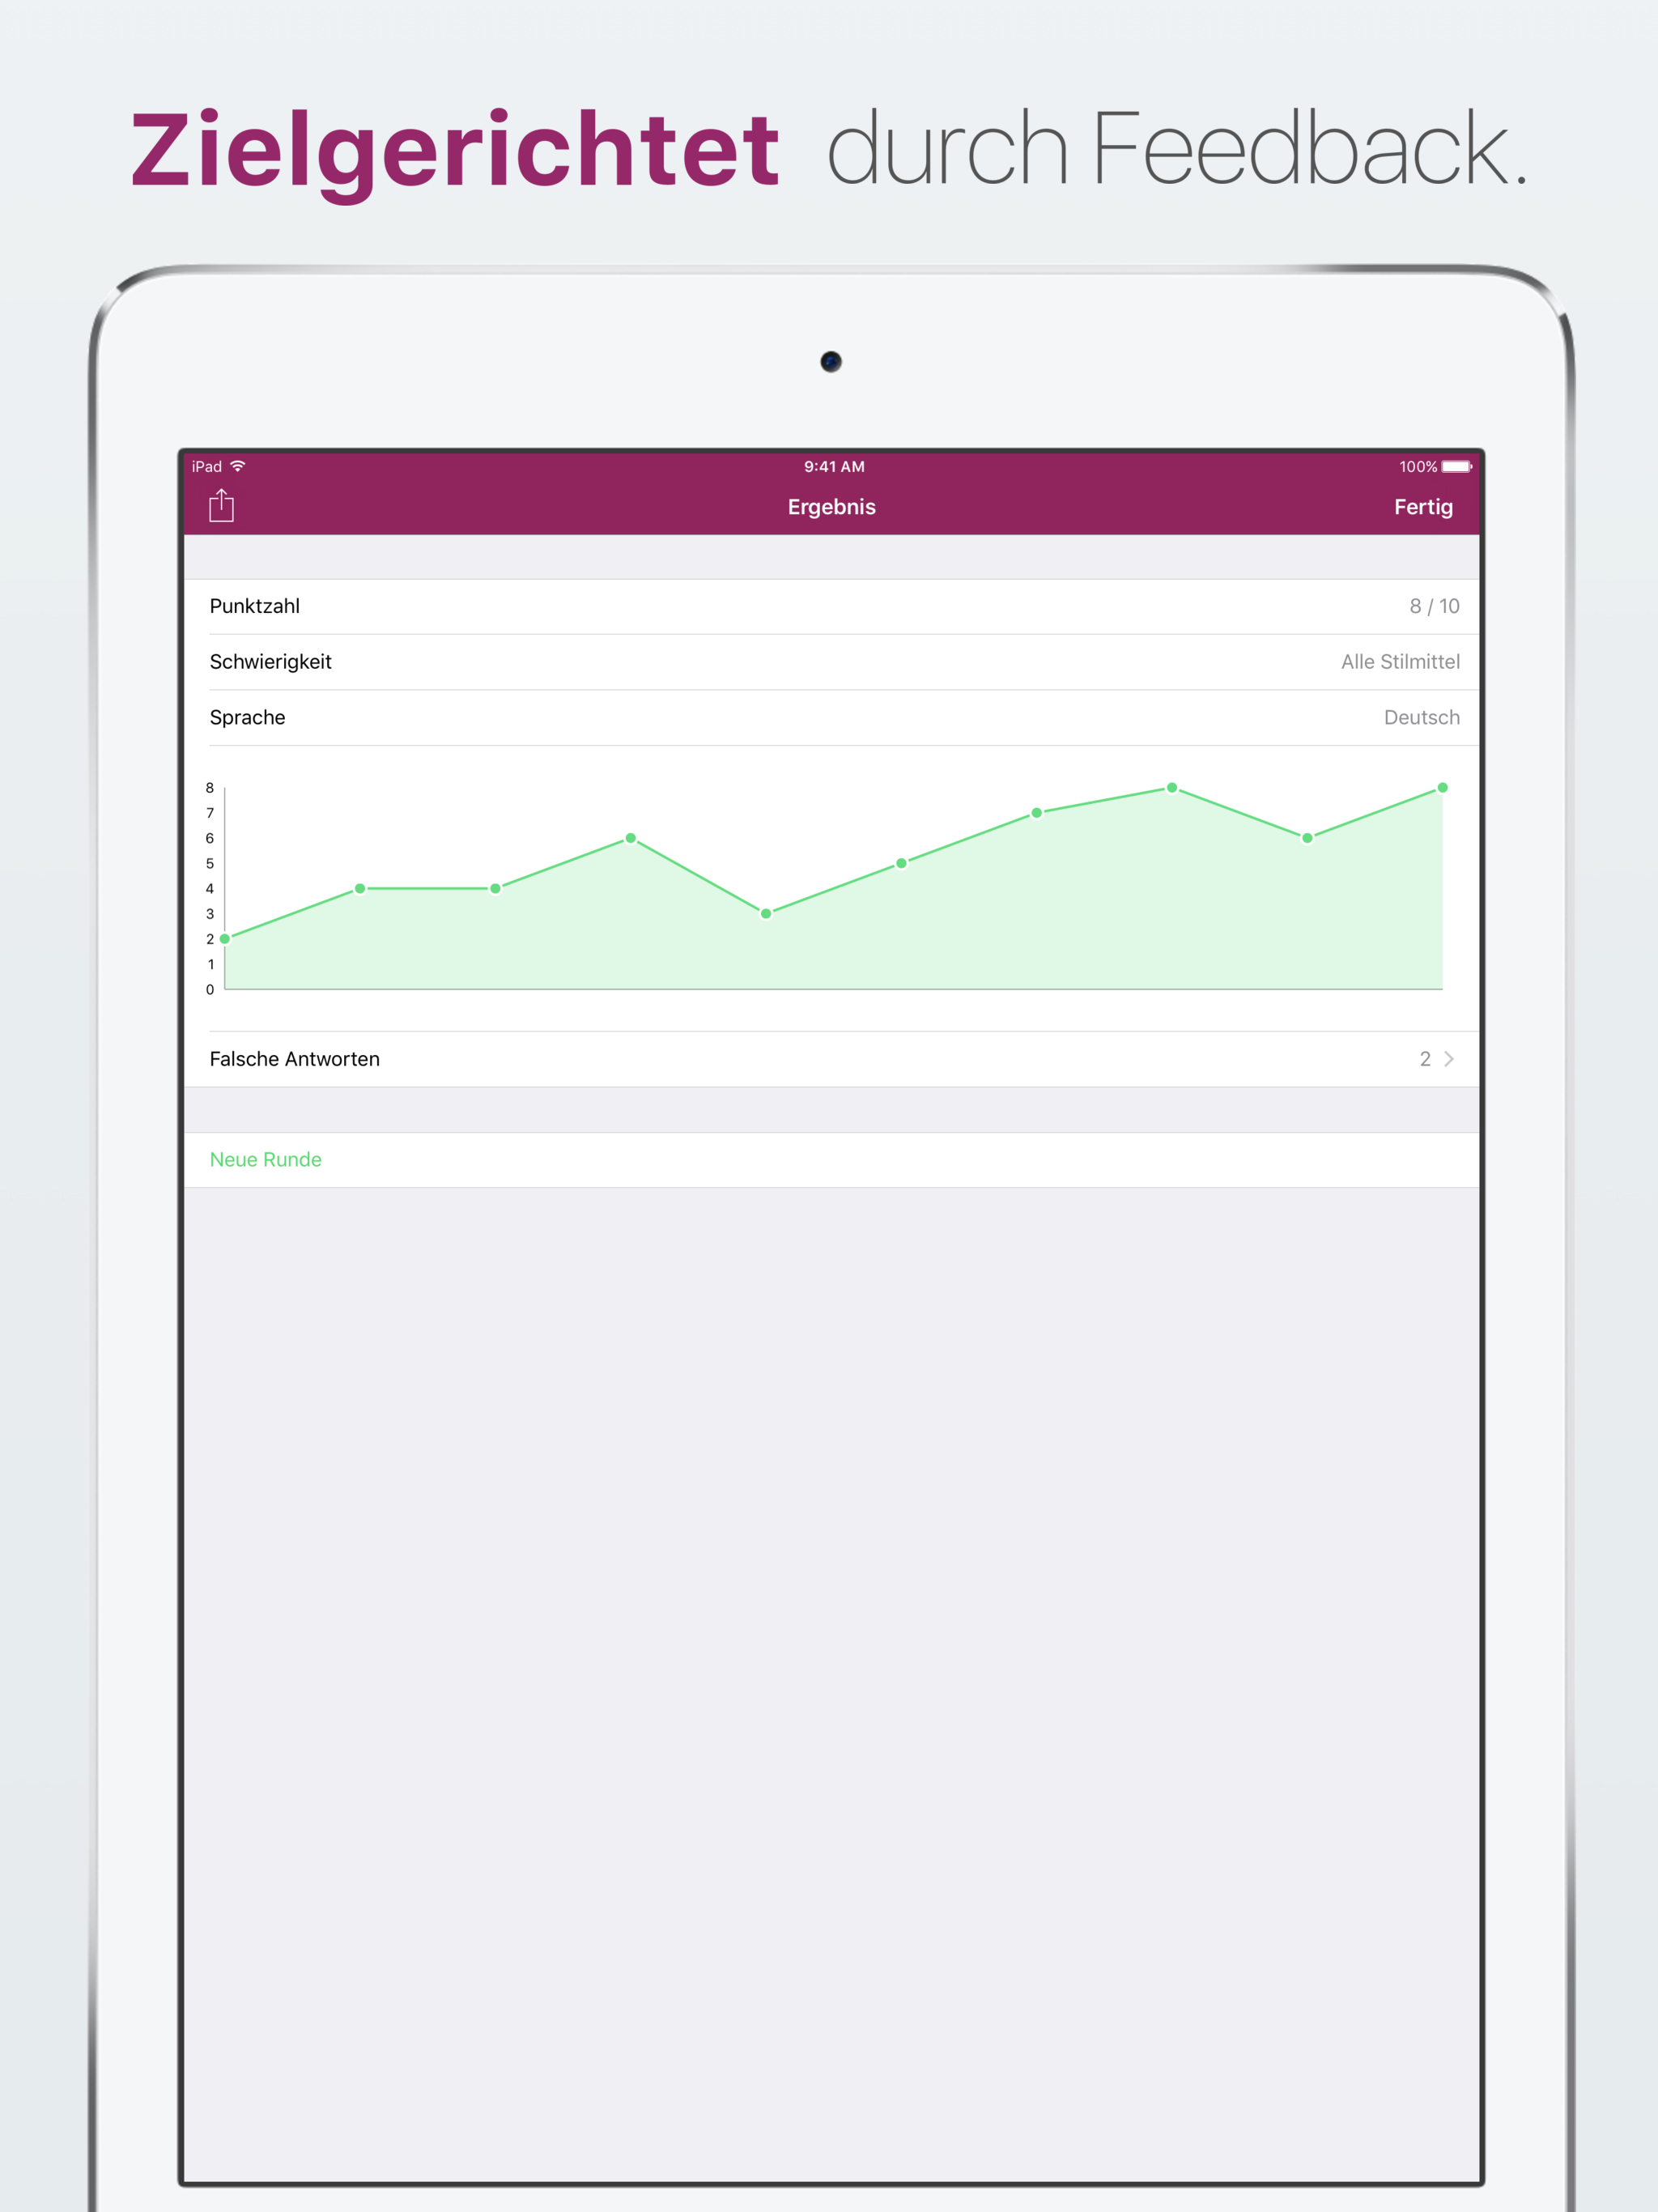 Zielgerichtet durch Feedback.
iPad 9:41 AM 100%
Ergebnis Fertig
Punktzahl 8 / 10
Schwierigkeit Alle Stilmittel
Sprache Deutsch
8
7
6
5
4
3
2
1
0
Falsche Antworten 2
Neue Runde